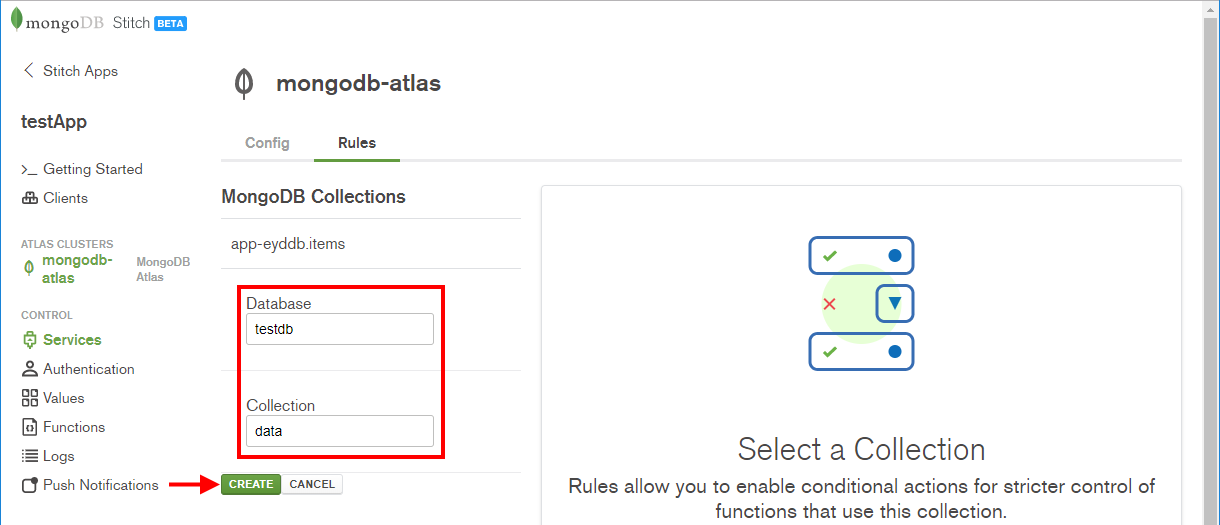 mongoDB Stitch BETA
Stitch Apps
testApp
>_ Getting Started
Clients
ATLAS CLUSTERS
mongodb-
atlas
MongoDB
Atlas
CONTROL
Services
Authentication
Values
Functions
Logs
Push Notifications
mongodb-atlas
Config Rules
MongoDB Collections
app-eyddb.items
Database
testdb
Collection
data
CREATE CANCEL
Select a Collection
Rules allow you to enable conditional actions for stricter control of
functions that use this collection.